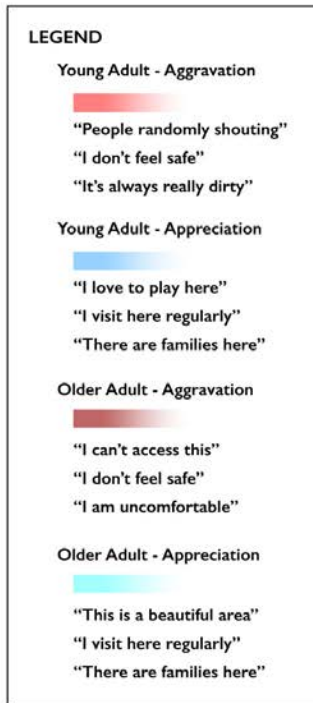 LEGEND
Young Adult - Aggravation
“People randomly shouting”
“I don’t feel safe”
“It’s always really dirty”
Young Adult - Appreciation
“I love to play here”
“I visit here regularly”
“There are families here”
Older Adult - Aggravation
“I can’t access this”
“I don’t feel safe”
“I am uncomfortable”
Older Adult - Appreciation
“This is a beautiful area”
“I visit here regularly”
“There are families here”